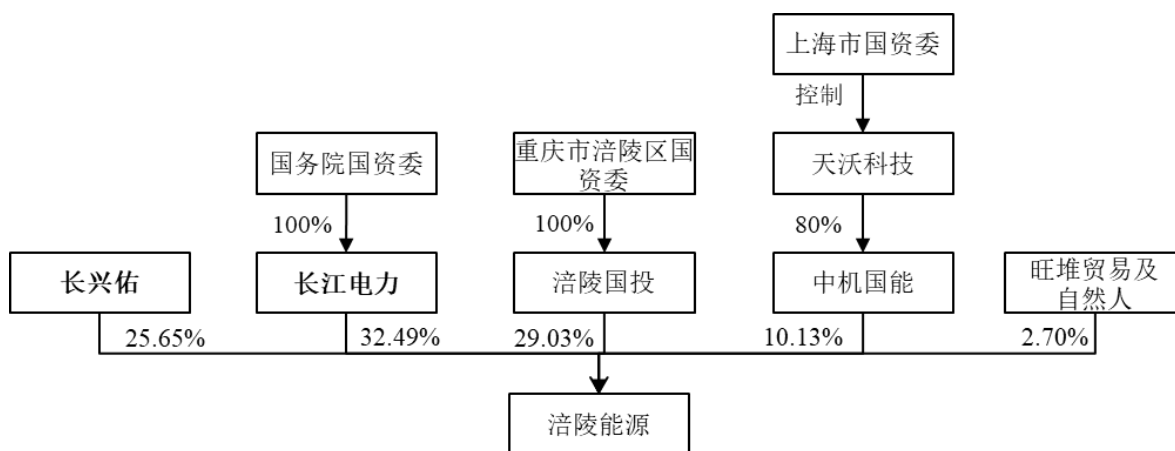 上海市国资委
控制
国务院国资委
重庆市涪陵区国
资委
天沃科技
100%
100%
80%
长兴佑
长江电力
涪陵国投
中机国能
旺堆贸易及
自然人
25.65%
32.49%
29.03%
10.13%
2.70%
涪陵能源